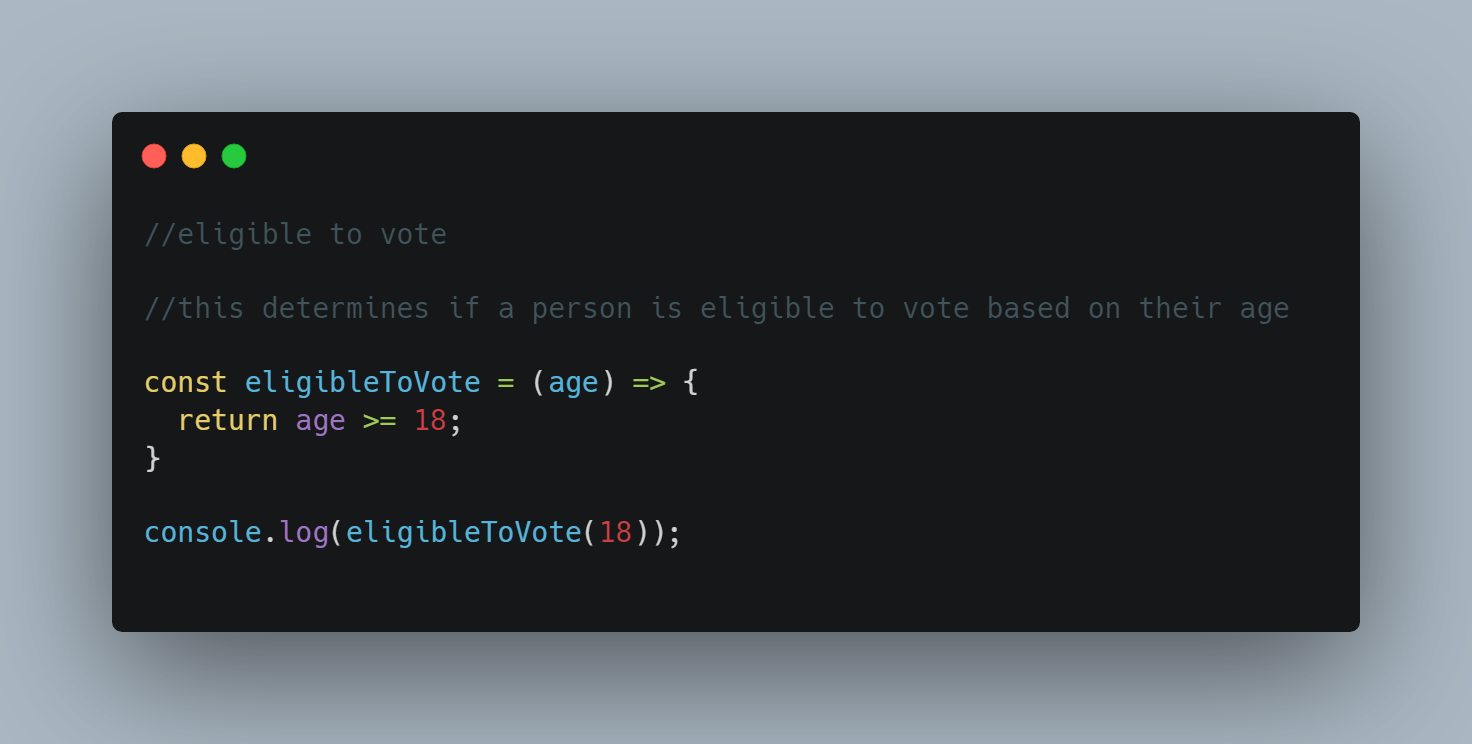 //eligible to vote
//this determines if a person is eligible to vote based on their age
const eligibleToVote = (age) => {
  return age >= 18;
}
console.log(eligibleToVote(18));